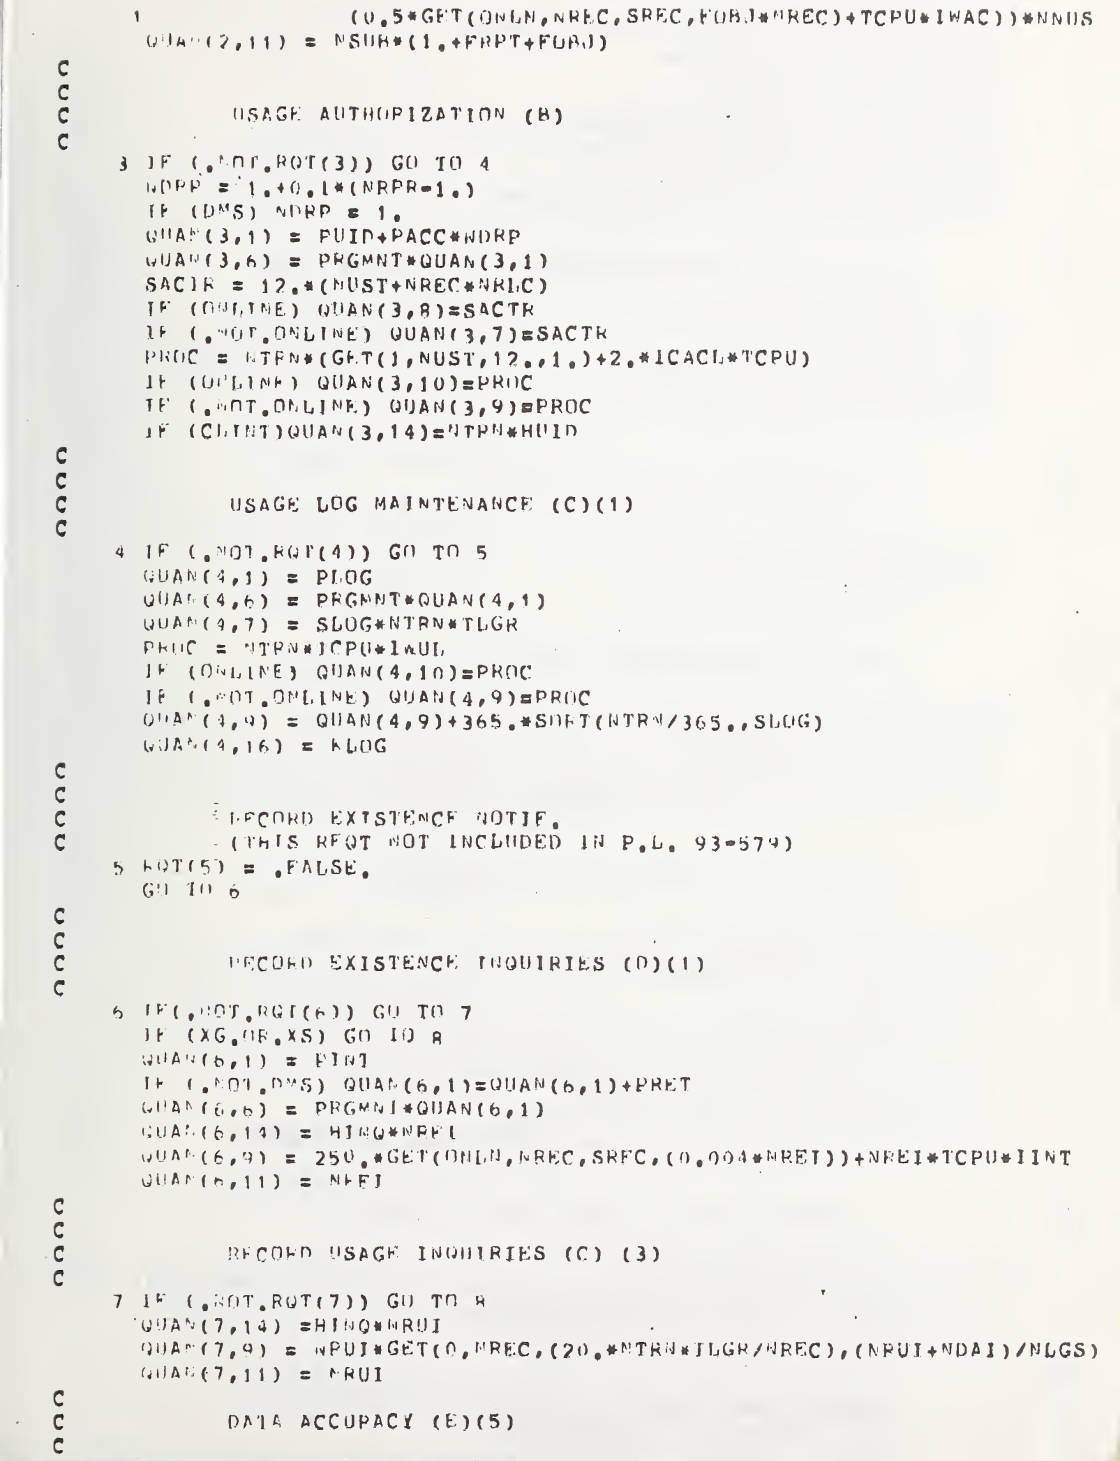 1 (0.5*GET(ONLN,NREC,SREC,FOBJ*NREC)+TCPU*IWAC))*NNUS
QUAN(2,11) = NSUB*(1.+FRPT+FOBJ)
C
C
C USAGE AUTHORIZATION (B)
C
3 IF (.NOT.RQT(3)) GO TO 4
NDRP = 1.+0.1*(NRPR-1.)
IF (DMS) NDRP = 1.
QUAN(3,1) = PUID+PACC*NDRP
QUAN(3,6) = PRGMNT*QUAN(3,1)
SACTR = 12.*(NUST+NREC*NRLC)
IF (ONLINE) QUAN(3,8)=SACTR
IF (.NOT.ONLINE) QUAN(3,7)=SACTR
PROC = NTRN*(GET(1,NUST,12.,1.)+2.*ICACL*TCPU)
IF (ONLINE) QUAN(3,10)=PROC
IF (.NOT.ONLINE) QUAN(3,9)=PROC
IF (CLINT)QUAN(3,14)=NTRN*HUID
C
C
C USAGE LOG MAINTENANCE (C)(1)
C
4 IF (.NOT.RQT(4)) GO TO 5
QUAN(4,1) = PLOG
QUAN(4,6) = PRGMNT*QUAN(4,1)
QUAN(4,7) = SLOG*NTRN*TLGR
PROC = NTRN*TCPU*IWUL
IF (ONLINE) QUAN(4,10)=PROC
IF (.NOT.ONLINE) QUAN(4,9)=PROC
QUAN(4,9) = QUAN(4,9)+365.*SORT(NTRN/365.,SLOG)
QUAN(4,16) = KLOG
C
C
C RECORD EXISTENCE NOTIF.
C (THIS REQT NOT INCLUDED IN P.L. 93-579)
5 RQT(5) = .FALSE.
GO TO 6
C
C
C RECORD EXISTENCE INQUIRIES (D)(1)
C
6 IF(.NOT.RQT(6)) GO TO 7
IF (XG.OR.XS) GO TO 8
QUAN(6,1) = PINT
IF (.NOT.DMS) QUAN(6,1)=QUAN(6,1)+PRET
QUAN(6,6) = PRGMNT*QUAN(6,1)
QUAN(6,14) = HINQ*NREI
QUAN(6,9) = 250.*GET(ONLN,NREC,SREC,(0.004*NREI))+NREI*TCPU*IINT
QUAN(6,11) = NREI
C
C
C RECORD USAGE INQUIRIES (C) (3)
C
7 IF (.NOT.RQT(7)) GO TO 8
QUAN(7,14) =HINQ*NRUI
QUAN(7,9) = NRUI*GET(0,NREC,(20.*NTRN*TLGR/NREC),(NRUI+NDAI)/NLGS)
QUAN(7,11) = NRUI
C
C DATA ACCURACY (E)(5)
C